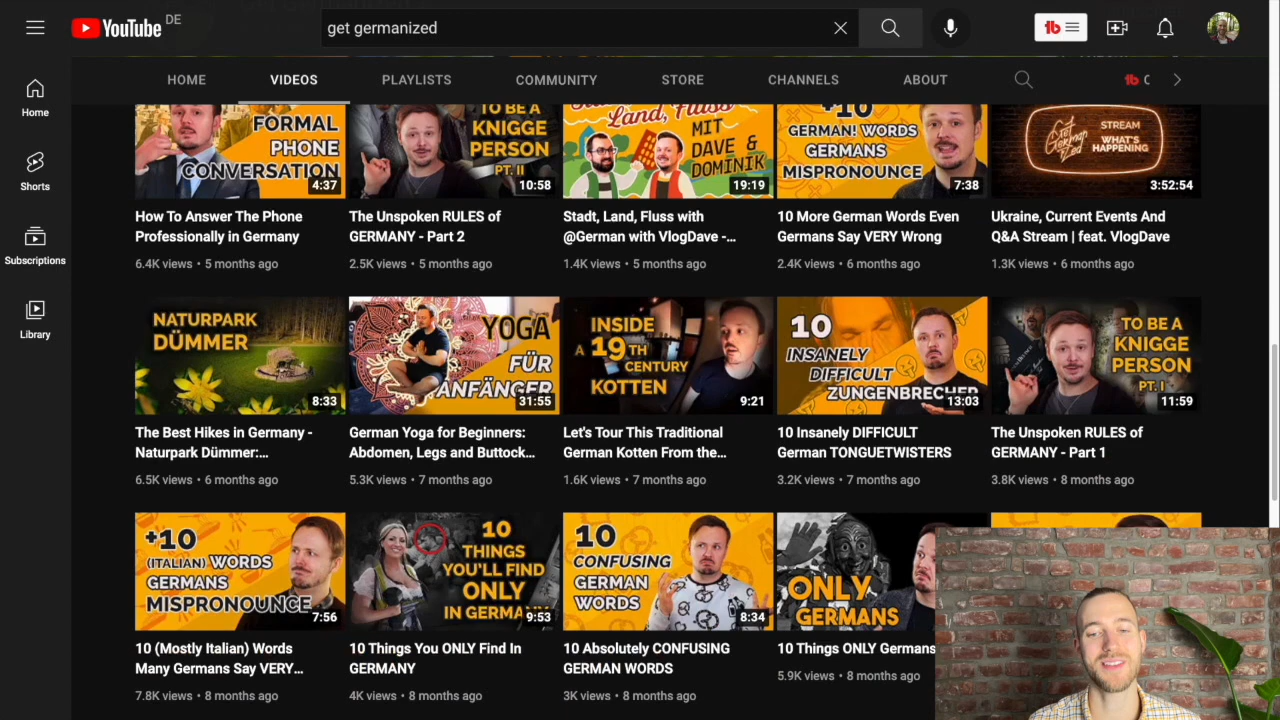 YouTube DE
get germanized
HOME VIDEOS PLAYLISTS COMMUNITY STORE CHANNELS ABOUT
Home
Shorts
Subscriptions
Library
FORMAL
PHONE
CONVERSATION
4:37
TO BE A
KNIGGE
PERSON
PT. II
10:58
Land, Fluss
MIT
DAVE &
DOMINIK
19:19
+10
GERMAN! WORDS
GERMANS
MISPRONOUNCE
7:38
Get
German
ized
STREAM
WHAT'S
HAPPENING
3:52:54
How To Answer The Phone
Professionally in Germany
6.4K views • 5 months ago
The Unspoken RULES of
GERMANY - Part 2
2.5K views • 5 months ago
Stadt, Land, Fluss with
@German with VlogDave -...
1.4K views • 5 months ago
10 More German Words Even
Germans Say VERY Wrong
2.4K views • 6 months ago
Ukraine, Current Events And
Q&A Stream | feat. VlogDave
1.3K views • 6 months ago
NATURPARK
DÜMMER
8:33
YOGA
FÜR
ANFÄNGER
31:55
INSIDE
A 19TH
CENTURY
KOTTEN
9:21
10
INSANELY
DIFFICULT
ZUNGENBRECHER
13:03
TO BE A
KNIGGE
PERSON
PT. I
11:59
The Best Hikes in Germany -
Naturpark Dümmer:...
6.5K views • 6 months ago
German Yoga for Beginners:
Abdomen, Legs and Buttock...
5.3K views • 7 months ago
Let's Tour This Traditional
German Kotten From the...
1.6K views • 7 months ago
10 Insanely DIFFICULT
German TONGUETWISTERS
3.2K views • 7 months ago
The Unspoken RULES of
GERMANY - Part 1
3.8K views • 8 months ago
+10
(ITALIAN) WORDS
GERMANS
MISPRONOUNCE
7:56
10
THINGS
YOU'LL FIND
ONLY
IN GERMANY
9:53
10
CONFUSING
GERMAN
WORDS
8:34
ONLY
GERMANS
10 (Mostly Italian) Words
Many Germans Say VERY...
7.8K views • 8 months ago
10 Things You ONLY Find In
GERMANY
4K views • 8 months ago
10 Absolutely CONFUSING
GERMAN WORDS
3K views • 8 months ago
10 Things ONLY Germans
5.9K views • 8 months ago